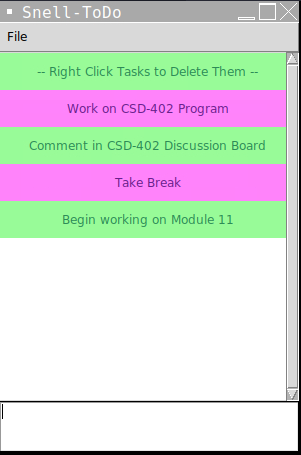 Snell-ToDo
File
-- Right Click Tasks to Delete Them --
Work on CSD-402 Program
Comment in CSD-402 Discussion Board
Take Break
Begin working on Module 11